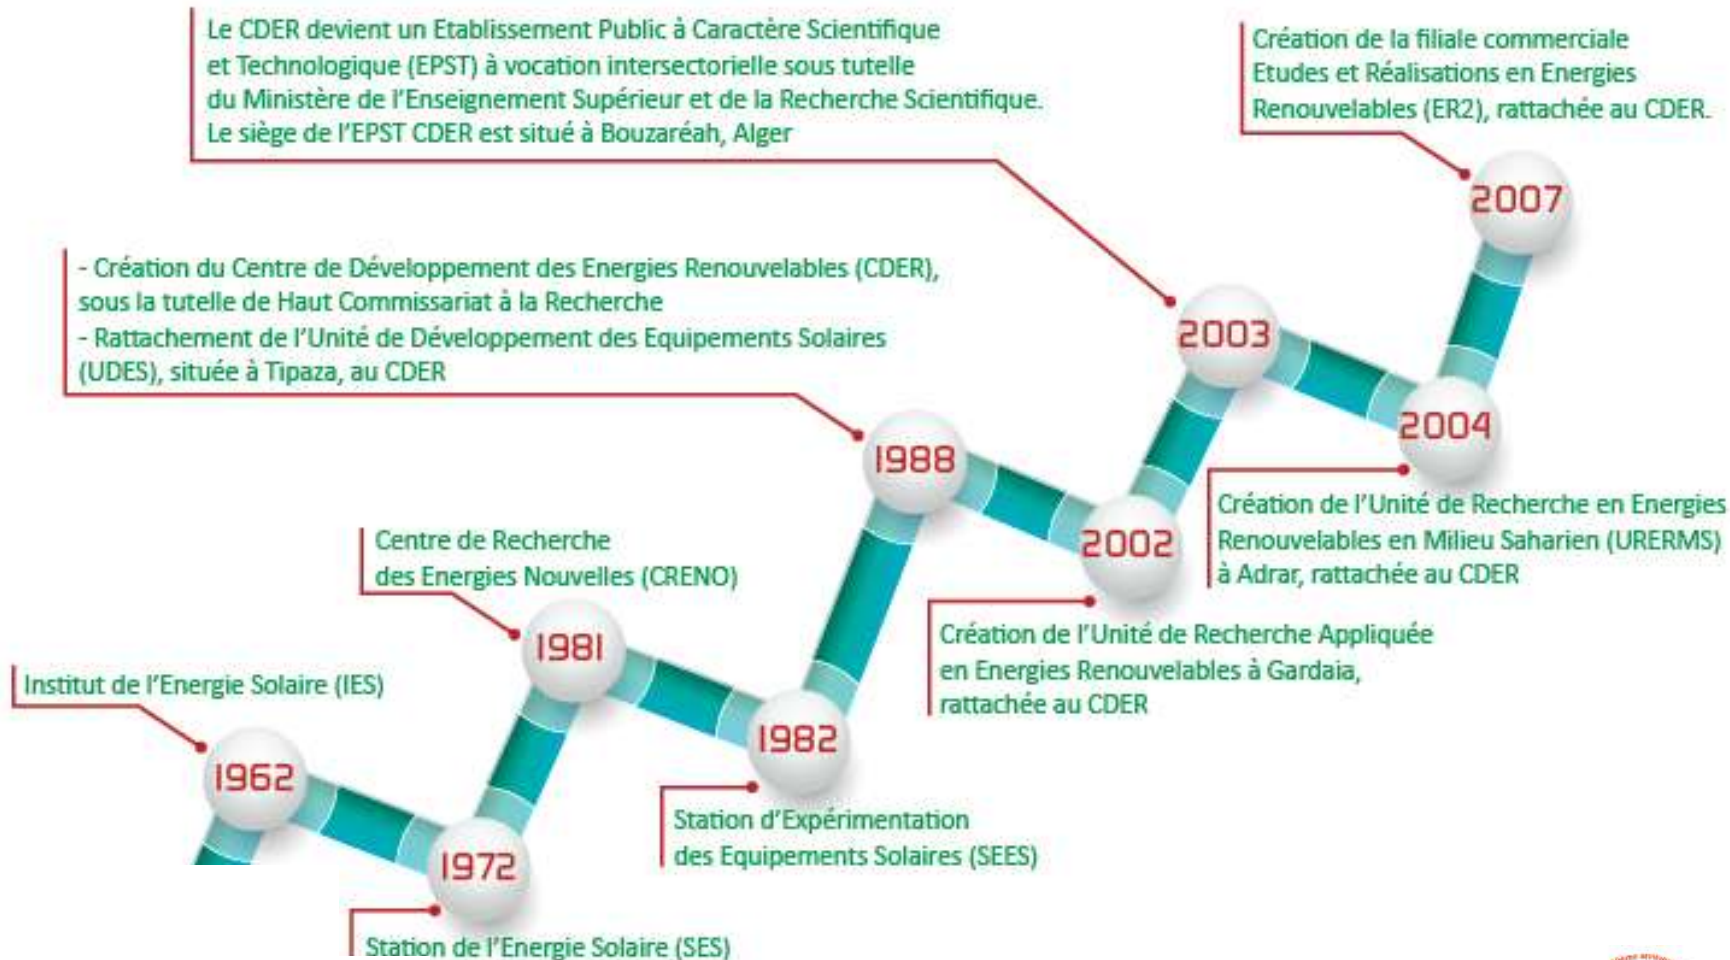 Le CDER devient un Etablissement Public à Caractère Scientifique
et Technologique (EPST) à vocation intersectorielle sous tutelle
du Ministère de l'Enseignement Supérieur et de la Recherche Scientifique.
Le siège de l'EPST CDER est situé à Bouzaréah, Alger
Création de la filiale commerciale
Etudes et Réalisations en Energies
Renouvelables (ER2), rattachée au CDER.
2007
- Création du Centre de Développement des Energies Renouvelables (CDER),
sous la tutelle de Haut Commissariat à la Recherche
- Rattachement de l'Unité de Développement des Equipements Solaires
(UDES), située à Tipaza, au CDER
2003
2004
1988
Création de l'Unité de Recherche en Energies
Renouvelables en Milieu Saharien (URERMS)
à Adrar, rattachée au CDER
2002
Centre de Recherche
des Energies Nouvelles (CRENO)
1981
Création de l'Unité de Recherche Appliquée
en Energies Renouvelables à Gardaia,
rattachée au CDER
Institut de l'Energie Solaire (IES)
1982
1962
Station d'Expérimentation
des Equipements Solaires (SEES)
1972
Station de l'Energie Solaire (SES)